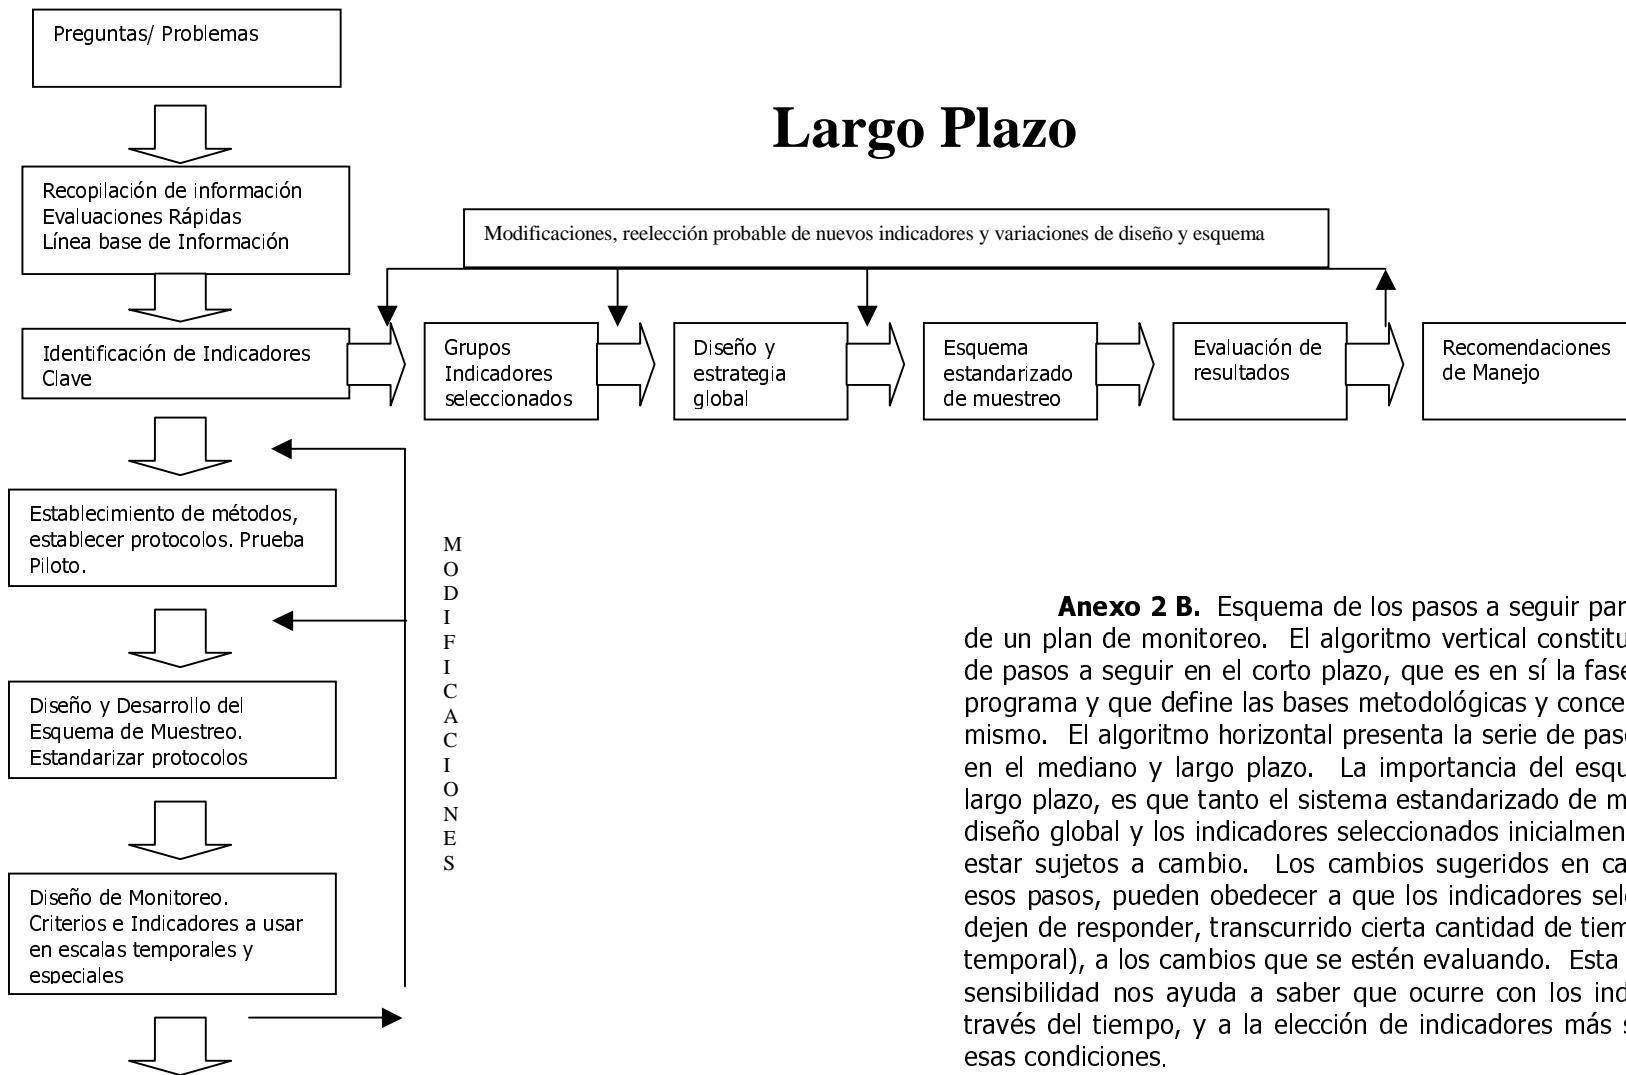 Preguntas/ Problemas
Largo Plazo
Recopilación de información
Evaluaciones Rápidas
Línea base de Información
Modificaciones, reelección probable de nuevos indicadores y variaciones de diseño y esquema
Identificación de Indicadores
Clave
Grupos
Indicadores
seleccionados
Diseño y
estrategia
global
Esquema
estandarizado
de muestreo
Evaluación de
resultados
Recomendaciones
de Manejo
Establecimiento de métodos,
establecer protocolos. Prueba
Piloto.
Diseño y Desarrollo del
Esquema de Muestreo.
Estandarizar protocolos
Diseño de Monitoreo.
Criterios e Indicadores a usar
en escalas temporales y
especiales
M
O
D
I
F
I
C
A
C
I
O
N
E
S
Anexo 2 B. Esquema de los pasos a seguir par
de un plan de monitoreo. El algoritmo vertical constitu
de pasos a seguir en el corto plazo, que es en sí la fase
programa y que define las bases metodológicas y conce
mismo. El algoritmo horizontal presenta la serie de pas
en el mediano y largo plazo. La importancia del esqu
largo plazo, es que tanto el sistema estandarizado de m
diseño global y los indicadores seleccionados inicialmen
estar sujetos a cambio. Los cambios sugeridos en ca
esos pasos, pueden obedecer a que los indicadores sel
dejen de responder, transcurrido cierta cantidad de tiem
temporal), a los cambios que se estén evaluando. Esta
sensibilidad nos ayuda a saber que ocurre con los ind
través del tiempo, y a la elección de indicadores más s
esas condiciones.